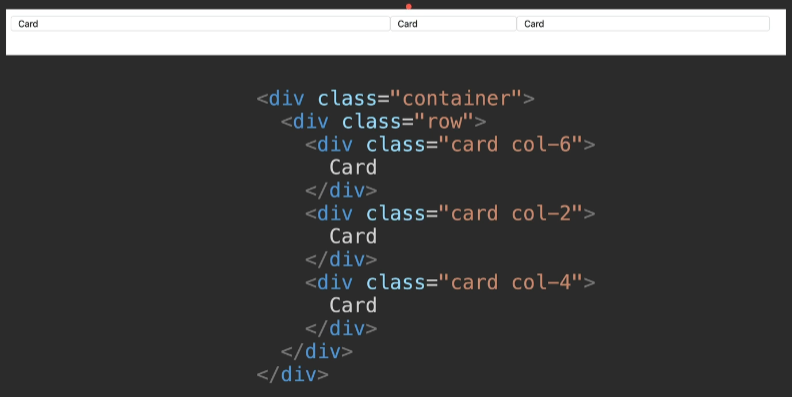 Card Card Card
<div class="container">
<div class="row">
<div class="card col-6">
Card
</div>
<div class="card col-2">
Card
</div>
<div class="card col-4">
Card
</div>
</div>
</div>